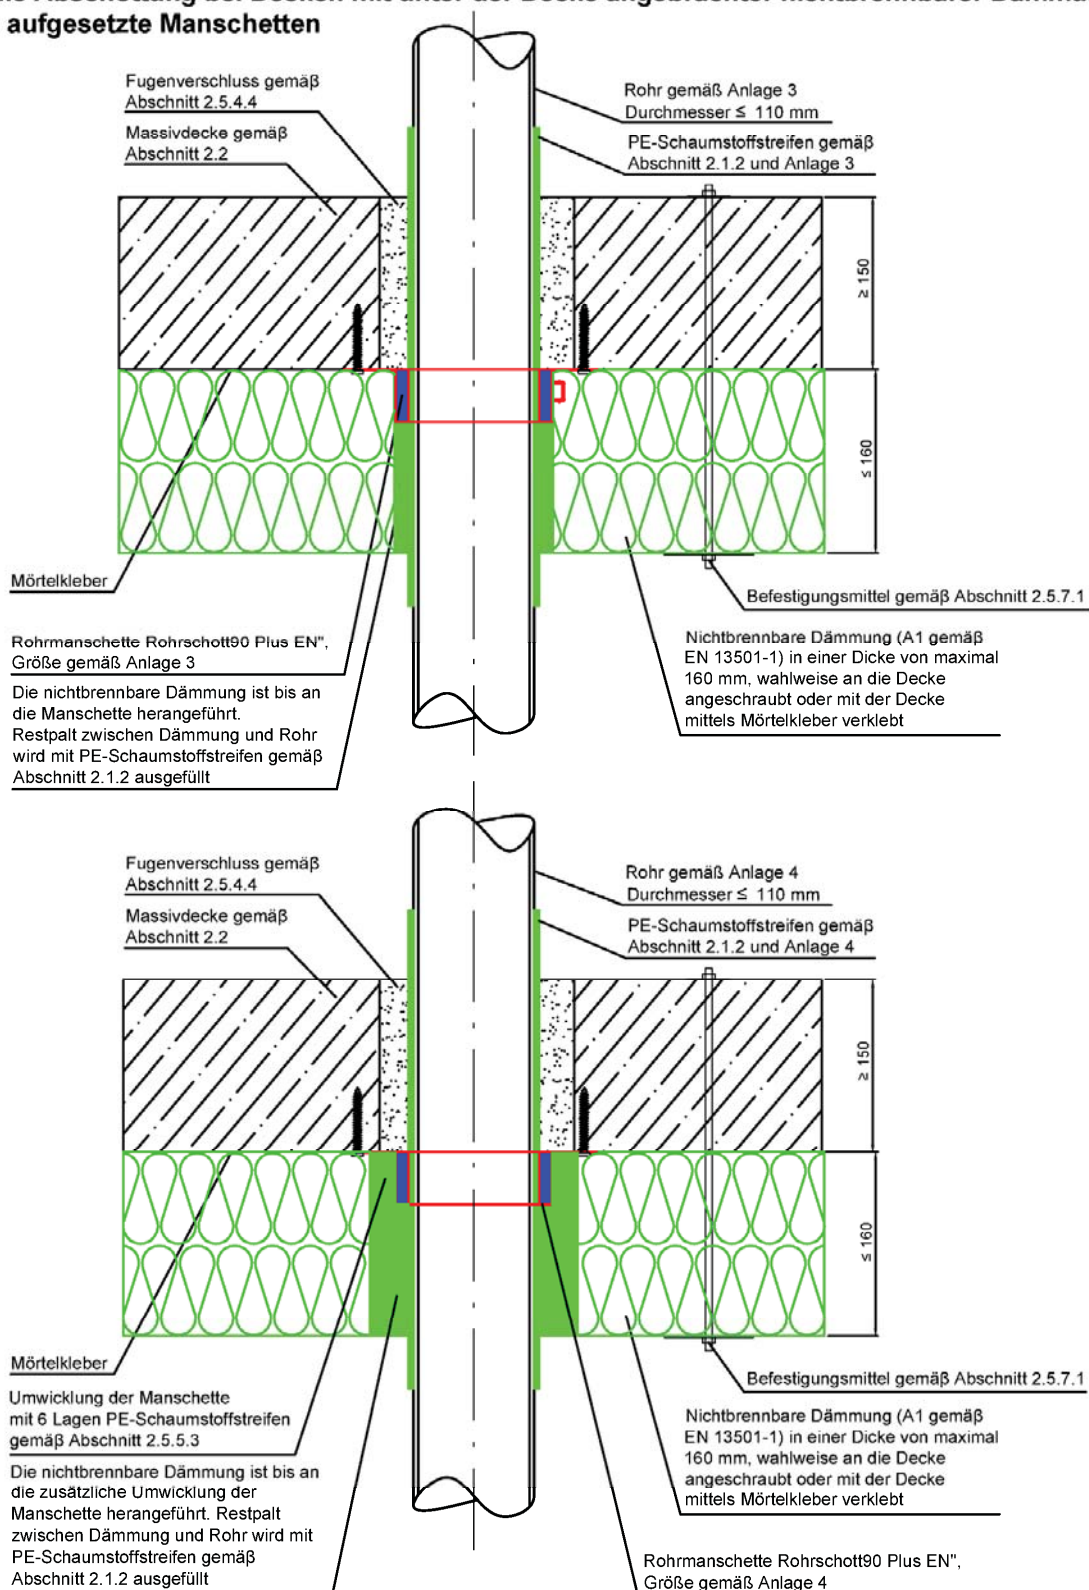 aufgesetzte Manschetten
Fugenverschluss gemäß
Abschnitt 2.5.4.4
Massivdecke gemäß
Abschnitt 2.2
Rohr gemäß Anlage 3
Durchmesser ≤ 110 mm
PE-Schaumstoffstreifen gemäß
Abschnitt 2.1.2 und Anlage 3
≥ 150
≤ 160
Mörtelkleber
Rohrmanschette Rohrschott90 Plus EN",
Größe gemäß Anlage 3
Die nichtbrennbare Dämmung ist bis an
die Manschette herangeführt.
Restpalt zwischen Dämmung und Rohr
wird mit PE-Schaumstoffstreifen gemäß
Abschnitt 2.1.2 ausgefüllt
Befestigungsmittel gemäß Abschnitt 2.5.7.1
Nichtbrennbare Dämmung (A1 gemäß
EN 13501-1) in einer Dicke von maximal
160 mm, wahlweise an die Decke
angeschraubt oder mit der Decke
mittels Mörtelkleber verklebt
Fugenverschluss gemäß
Abschnitt 2.5.4.4
Massivdecke gemäß
Abschnitt 2.2
Rohr gemäß Anlage 4
Durchmesser ≤ 110 mm
PE-Schaumstoffstreifen gemäß
Abschnitt 2.1.2 und Anlage 4
≥ 150
≤ 160
Mörtelkleber
Umwicklung der Manschette
mit 6 Lagen PE-Schaumstoffstreifen
gemäß Abschnitt 2.5.5.3
Die nichtbrennbare Dämmung ist bis an
die zusätzliche Umwicklung der
Manschette herangeführt. Restpalt
zwischen Dämmung und Rohr wird mit
PE-Schaumstoffstreifen gemäß
Abschnitt 2.1.2 ausgefüllt
Befestigungsmittel gemäß Abschnitt 2.5.7.1
Nichtbrennbare Dämmung (A1 gemäß
EN 13501-1) in einer Dicke von maximal
160 mm, wahlweise an die Decke
angeschraubt oder mit der Decke
mittels Mörtelkleber verklebt
Rohrmanschette Rohrschott90 Plus EN",
Größe gemäß Anlage 4